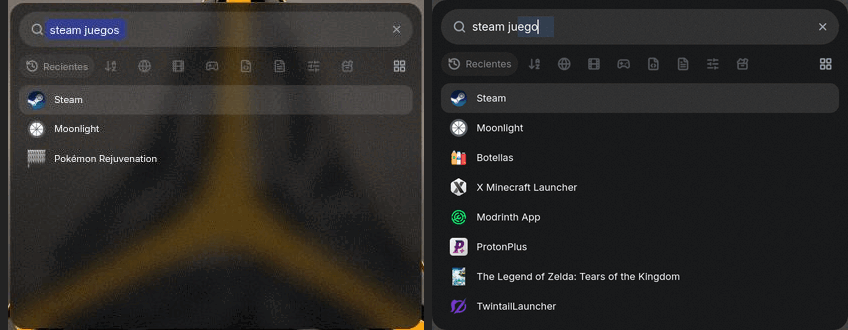 steam juegos
Recientes
Steam
Moonlight
Pokémon Rejuvenation
steam juego
Recientes
Steam
Moonlight
Botellas
X Minecraft Launcher
Modrinth App
ProtonPlus
The Legend of Zelda: Tears of the Kingdom
TwintailLauncher